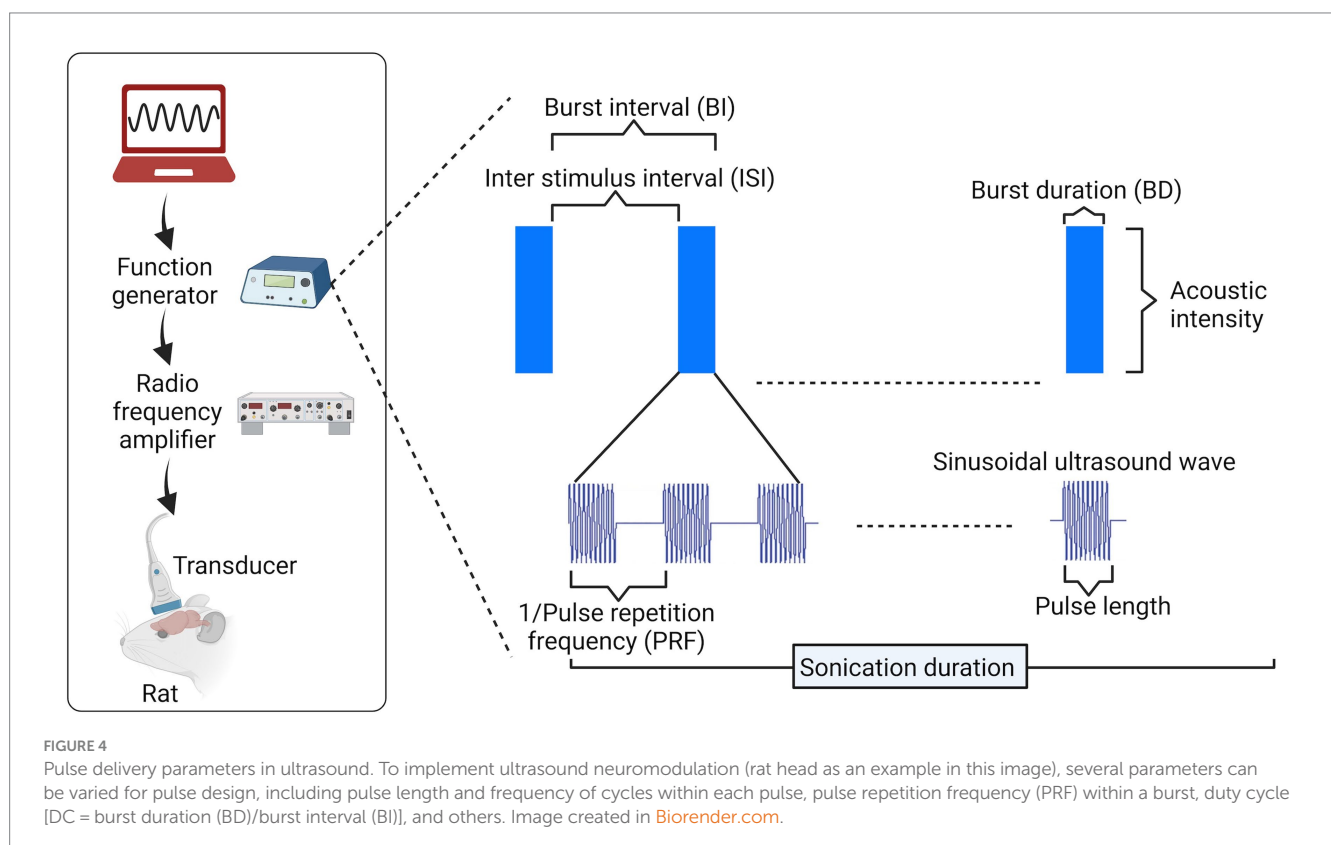 Function
generator
Radio
frequency
amplifier
Transducer
Rat
Burst interval (BI)
Inter stimulus interval (ISI)
Burst duration (BD)
Acoustic
intensity
Sinusoidal ultrasound wave
1/Pulse repetition
frequency (PRF)
Pulse length
Sonication duration
FIGURE 4
Pulse delivery parameters in ultrasound. To implement ultrasound neuromodulation (rat head as an example in this image), several parameters can
be varied for pulse design, including pulse length and frequency of cycles within each pulse, pulse repetition frequency (PRF) within a burst, duty cycle
[DC = burst duration (BD)/burst interval (BI)], and others. Image created in Biorender.com.